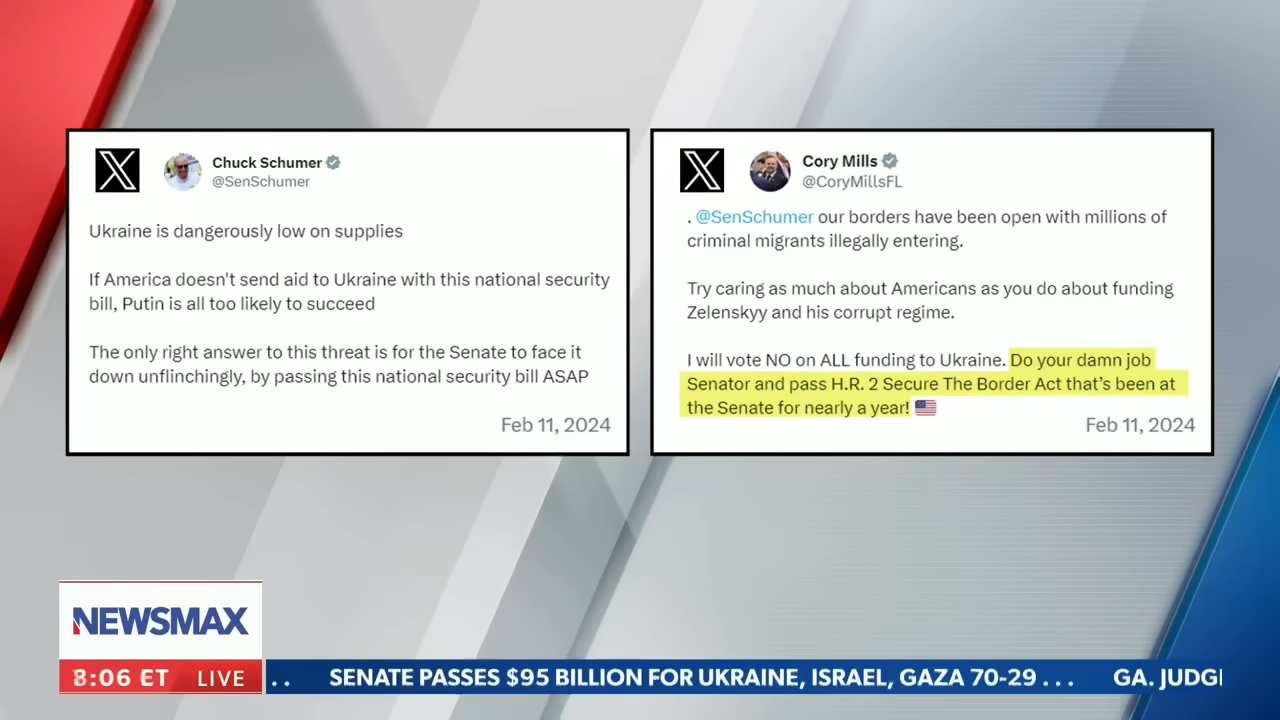 Chuck Schumer
@SenSchumer
Ukraine is dangerously low on supplies
If America doesn't send aid to Ukraine with this national security
bill, Putin is all too likely to succeed
The only right answer to this threat is for the Senate to face it
down unflinchingly, by passing this national security bill ASAP
Feb 11, 2024
Cory Mills
@CoryMillsFL
. @SenSchumer our borders have been open with millions of
criminal migrants illegally entering.
Try caring as much about Americans as you do about funding
Zelenskyy and his corrupt regime.
I will vote NO on ALL funding to Ukraine. Do your damn job
Senator and pass H.R. 2 Secure The Border Act that’s been at
the Senate for nearly a year! 🇺🇸
Feb 11, 2024
NEWSMAX
8:06 ET LIVE
. . SENATE PASSES $95 BILLION FOR UKRAINE, ISRAEL, GAZA 70-29 . . . GA. JUDG